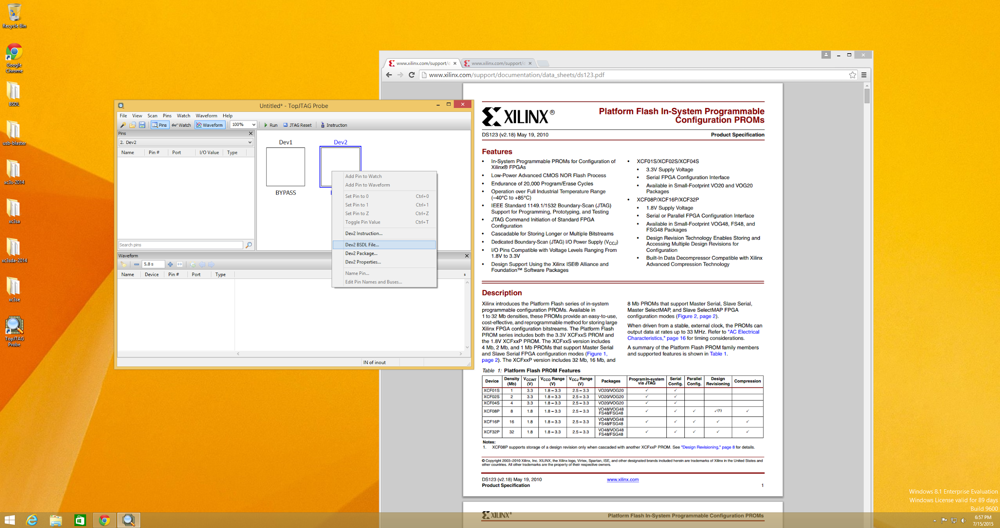 Recycle Bin
Google
Chrome
BSDL
usb-blaster
xc3s-2014
xc3sa
xc3sda-2014
xc3se
TopJTAG
Probe
Untitled* - TopJTAG Probe
File View Scan Pins Watch Waveform Help
Pins Watch Waveform 100% Run JTAG Reset Instruction
Pins
2. Dev2
Name Pin # Port I/O Value Type
Search pins
Dev1 Dev2
BYPASS
Add Pin to Watch
Add Pin to Waveform
Set Pin to 0 Ctrl+0
Set Pin to 1 Ctrl+1
Set Pin to Z Ctrl+Z
Toggle Pin Value Ctrl+T
Dev2 Instruction...
Dev2 BSDL File...
Dev2 Package...
Dev2 Properties...
Name Pin...
Edit Pin Names and Buses...
Waveform
5.8 s
Name Device Pin # Port Type s
IN of inout
www.xilinx.com/support/d www.xilinx.com/support/d
www.xilinx.com/support/documentation/data_sheets/ds123.pdf
XILINX®
Platform Flash In-System Programmable
Configuration PROMs
DS123 (v2.18) May 19, 2010 Product Specification
Features
• In-System Programmable PROMs for Configuration of
Xilinx® FPGAs
• Low-Power Advanced CMOS NOR Flash Process
• Endurance of 20,000 Program/Erase Cycles
• Operation over Full Industrial Temperature Range
(–40°C to +85°C)
• IEEE Standard 1149.1/1532 Boundary-Scan (JTAG)
Support for Programming, Prototyping, and Testing
• JTAG Command Initiation of Standard FPGA
Configuration
• Cascadable for Storing Longer or Multiple Bitstreams
• Dedicated Boundary-Scan (JTAG) I/O Power Supply (VCCJ)
• I/O Pins Compatible with Voltage Levels Ranging From
1.8V to 3.3V
• Design Support Using the Xilinx ISE® Alliance and
Foundation™ Software Packages
• XCF01S/XCF02S/XCF04S
• 3.3V Supply Voltage
• Serial FPGA Configuration Interface
• Available in Small-Footprint VO20 and VOG20
Packages
• XCF08P/XCF16P/XCF32P
• 1.8V Supply Voltage
• Serial or Parallel FPGA Configuration Interface
• Available in Small-Footprint VOG48, FS48, and
FSG48 Packages
• Design Revision Technology Enables Storing and
Accessing Multiple Design Revisions for
Configuration
• Built-In Data Decompressor Compatible with Xilinx
Advanced Compression Technology
Description
Xilinx introduces the Platform Flash series of in-system
programmable configuration PROMs. Available in
1 to 32 Mb densities, these PROMs provide an easy-to-use,
cost-effective, and reprogrammable method for storing large
Xilinx FPGA configuration bitstreams. The Platform Flash
PROM series includes both the 3.3V XCFxxS PROM and
the 1.8V XCFxxP PROM. The XCFxxS version includes
4 Mb, 2 Mb, and 1 Mb PROMs that support Master Serial
and Slave Serial FPGA configuration modes (Figure 1,
page 2). The XCFxxP version includes 32 Mb, 16 Mb, and
8 Mb PROMs that support Master Serial, Slave Serial,
Master SelectMAP, and Slave SelectMAP FPGA
configuration modes (Figure 2, page 2).
When driven from a stable, external clock, the PROMs can
output data at rates up to 33 MHz. Refer to "AC Electrical
Characteristics," page 16 for timing considerations.
A summary of the Platform Flash PROM family members
and supported features is shown in Table 1.
Table 1: Platform Flash PROM Features
Device Density (Mb) VCCINT (V) VCCO Range (V) VCCJ Range (V) Packages Program In-system via JTAG Serial Config. Parallel Config. Design Revisioning Compression
XCF01S 1 3.3 1.8 – 3.3 2.5 – 3.3 VO20/VOG20 ✓ ✓
XCF02S 2 3.3 1.8 – 3.3 2.5 – 3.3 VO20/VOG20 ✓ ✓
XCF04S 4 3.3 1.8 – 3.3 2.5 – 3.3 VO20/VOG20 ✓ ✓
XCF08P 8 1.8 1.8 – 3.3 2.5 – 3.3 VO48/VOG48 FS48/FSG48 ✓ ✓ ✓ ✓(1) ✓
XCF16P 16 1.8 1.8 – 3.3 2.5 – 3.3 VO48/VOG48 FS48/FSG48 ✓ ✓ ✓ ✓ ✓
XCF32P 32 1.8 1.8 – 3.3 2.5 – 3.3 VO48/VOG48 FS48/FSG48 ✓ ✓ ✓ ✓ ✓
Notes:
1. XCF08P supports storage of a design revision only when cascaded with another XCFxxP PROM. See "Design Revisioning," page 8 for details.
© Copyright 2003–2010 Xilinx, Inc. XILINX, the Xilinx logo, Virtex, Spartan, ISE, and other designated brands included herein are trademarks of Xilinx in the United States and
other countries. All other trademarks are the property of their respective owners.
DS123 (v2.18) May 19, 2010 www.xilinx.com
Product Specification 1
XILINX® Platform Flash In-System Programmable Configuration PROMs
Windows 8.1 Enterprise Evaluation
Windows License valid for 89 days
Build 9600
6:57 PM
7/15/2015